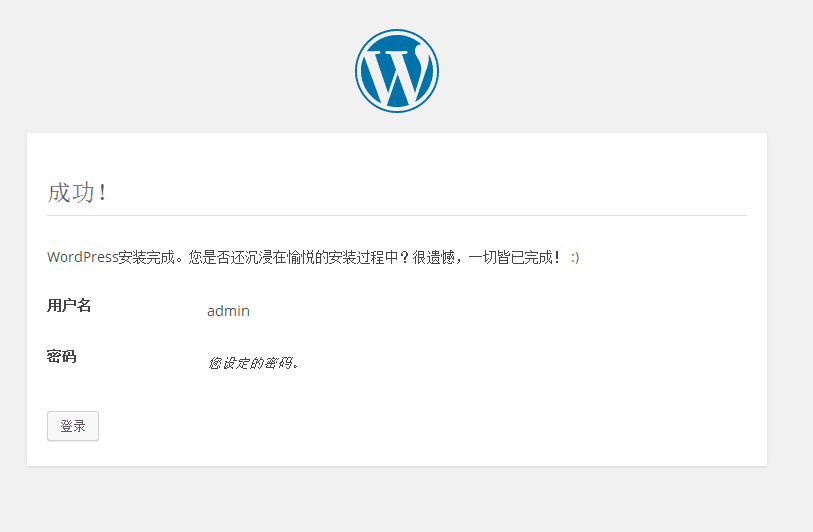 成功！
WordPress安装完成。您是否还沉浸在愉悦的安装过程中？很遗憾，一切皆已完成！ :)
用户名
admin
密码
您设定的密码。
登录